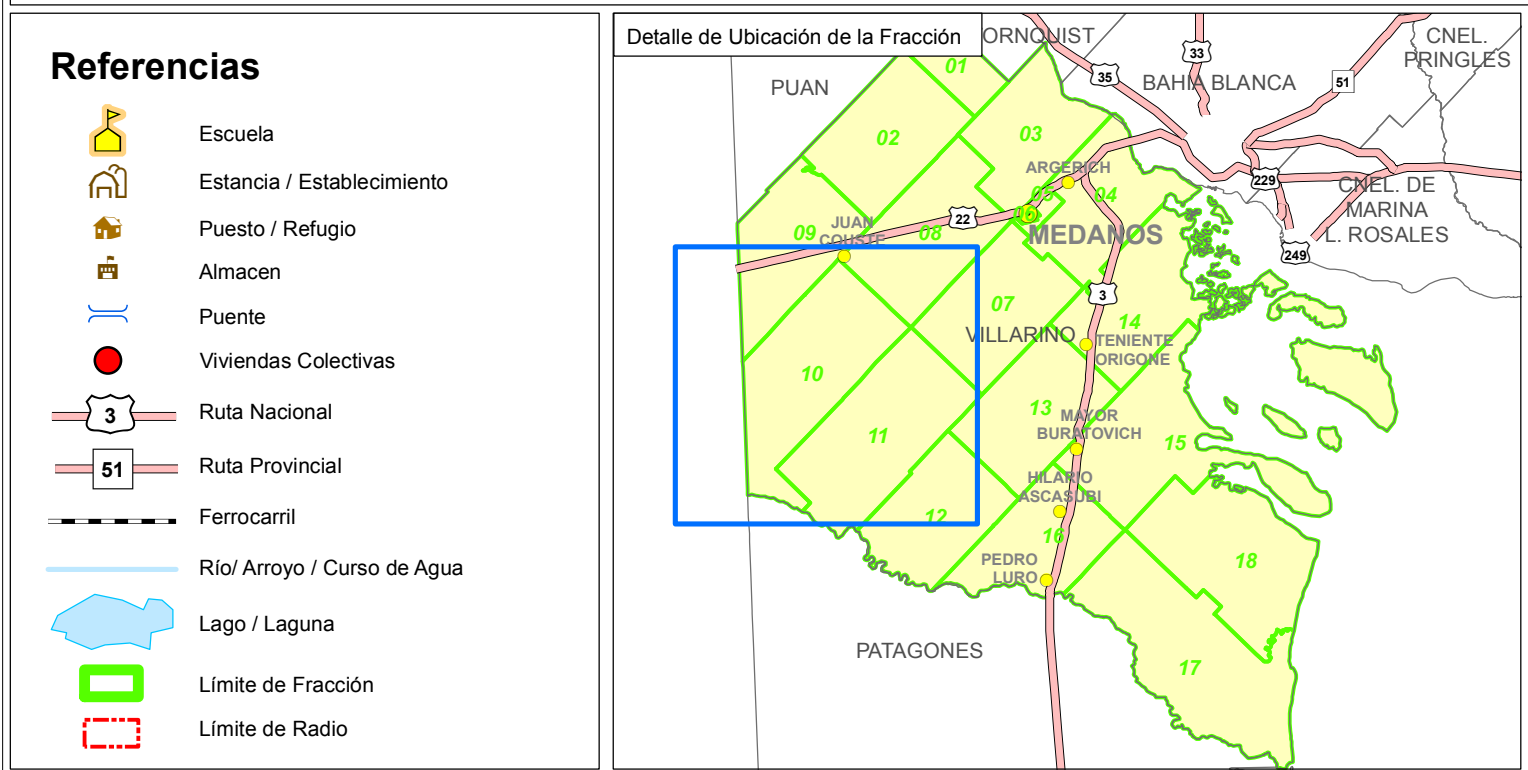 Referencias
Escuela
Estancia / Establecimiento
Puesto / Refugio
Almacen
Puente
Viviendas Colectivas
3
Ruta Nacional
51
Ruta Provincial
Ferrocarril
Río/ Arroyo / Curso de Agua
Lago / Laguna
Límite de Fracción
Límite de Radio
Detalle de Ubicación de la Fracción
ORNQUIST
CNEL.
PRINGLES
PUAN
BAHIA BLANCA
33
35
51
01
02
03
ARGERICH
04
05
06
229
CNEL. DE
MARINA
L. ROSALES
249
JUAN
COUSTE
22
09
08
MEDANOS
3
07
14
VILLARINO
TENIENTE
ORIGONE
10
13
MAYOR
BURATOVICH
11
15
HILARIO
ASCASUBI
12
16
18
PEDRO
LURO
PATAGONES
17